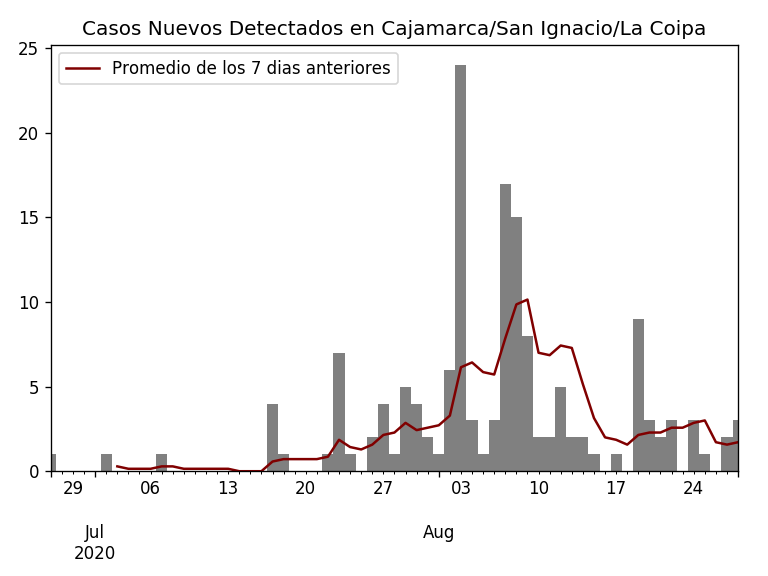 Casos Nuevos Detectados en Cajamarca/San Ignacio/La Coipa
Promedio de los 7 dias anteriores
25
20
15
10
5
0
29 06 13 20 27 03 10 17 24
Jul Aug
2020